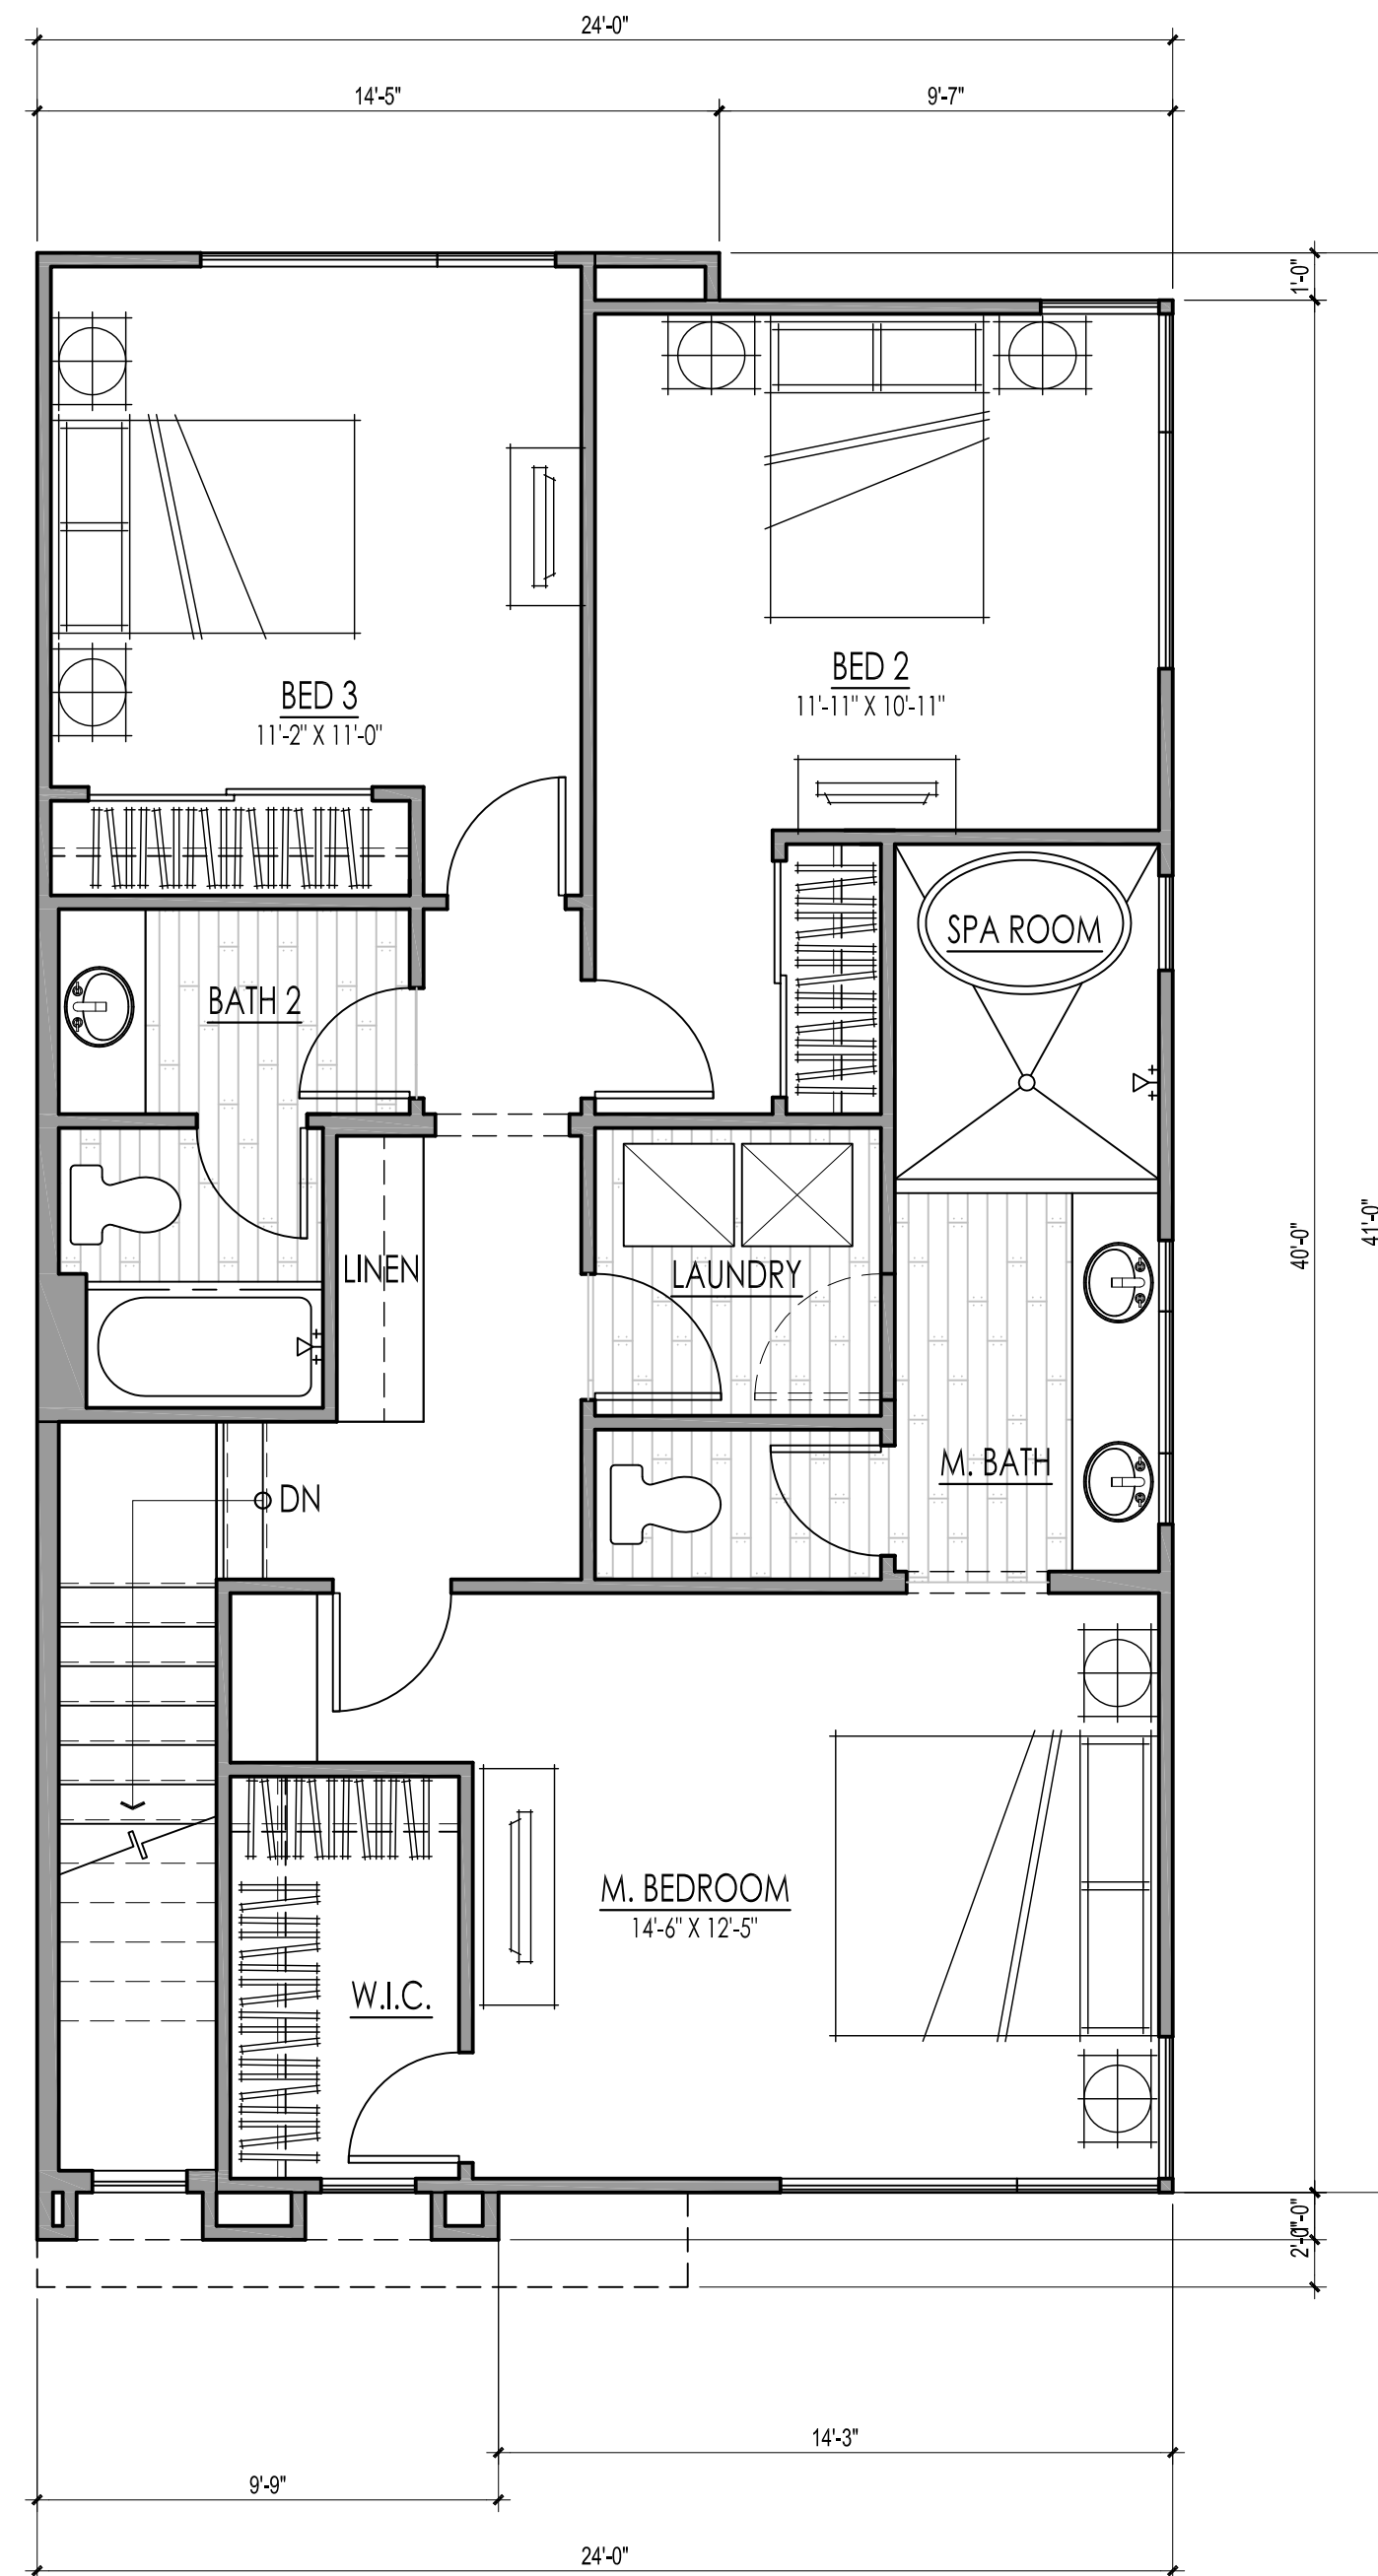 24'-0"
14'-5"
9'-7"
1'-0"
BED 3
11'-2" X 11'-0"
BED 2
11'-11" X 10'-11"
SPA ROOM
BATH 2
LINEN
LAUNDRY
40'-0"
41'-0"
M. BATH
DN
M. BEDROOM
14'-6" X 12'-5"
W.I.C.
1'-0"
2'-0"
14'-3"
9'-9"
24'-0"